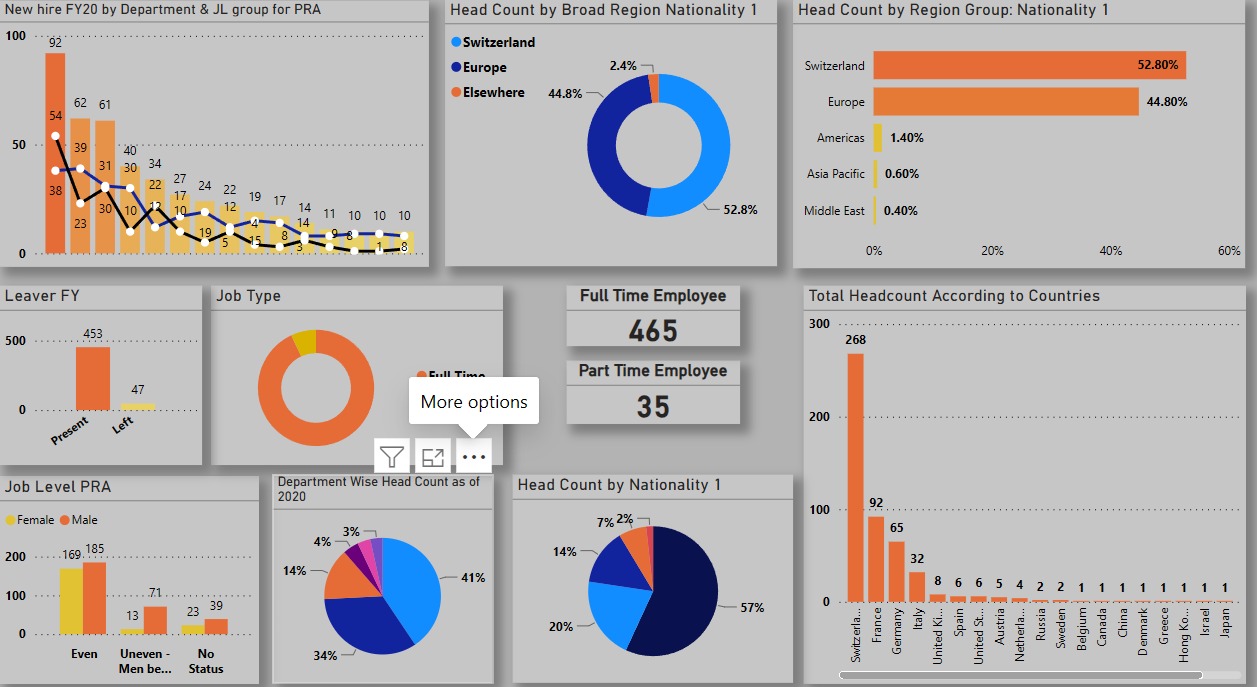 New hire FY20 by Department & JL group for PRA
100
50
0
92
62
61
40
34
27
24
22
19
17
14
11
10
10
10
54
39
31
30
22
17
12
4
14
9
8
38
23
30
10
12
10
19
5
15
8
3
1
8
Head Count by Broad Region Nationality 1
Switzerland
Europe
Elsewhere
2.4%
44.8%
52.8%
Head Count by Region Group: Nationality 1
Switzerland 52.80%
Europe 44.80%
Americas 1.40%
Asia Pacific 0.60%
Middle East 0.40%
0% 20% 40% 60%
Leaver FY
500
0
453
47
Present
Left
Job Type
Full Time
More options
Full Time Employee
465
Part Time Employee
35
Total Headcount According to Countries
300
200
100
0
268 92 65 32 8 6 6 5 4 2 2 1 1 1 1 1 1 1 1
Switzerla...
France
Germany
Italy
United Ki...
Spain
United St...
Austria
Netherla...
Russia
Sweden
Belgium
Canada
China
Denmark
Greece
Hong Ko...
Israel
Japan
Job Level PRA
Female Male
200
100
0
169 185
13 71
23 39
Even
Uneven -
Men be...
No
Status
Department Wise Head Count as of
2020
3%
4%
14%
41%
34%
Head Count by Nationality 1
7% 2%
14%
20%
57%